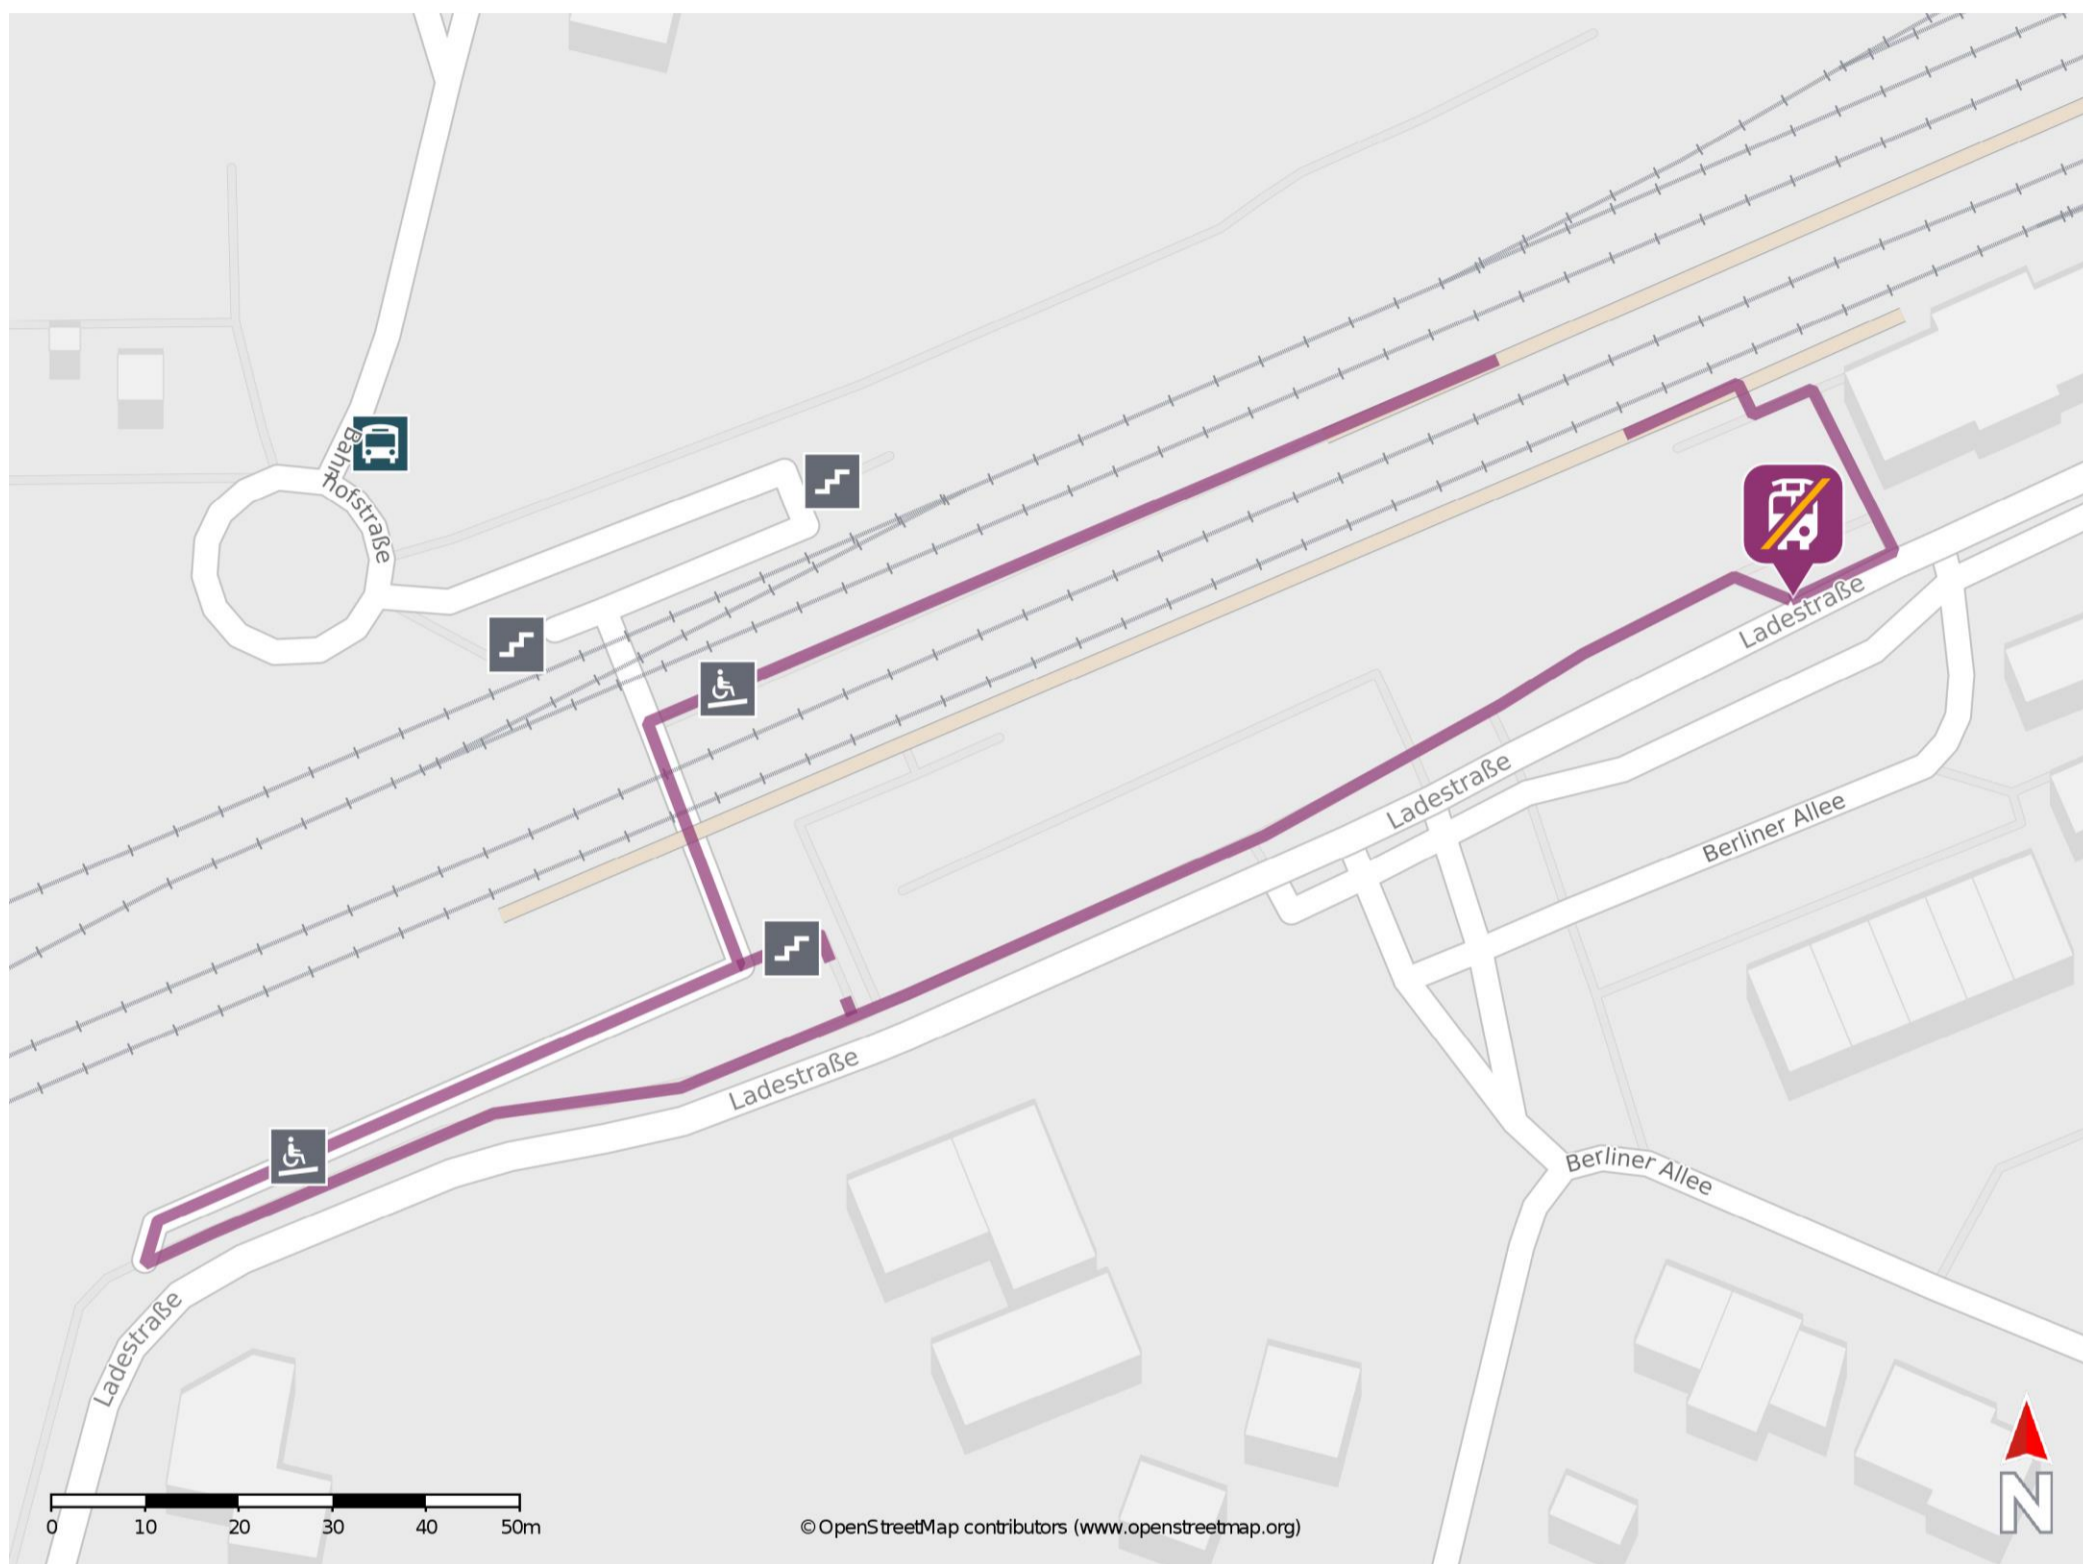 Bahnhofstraße
Ladestraße
Ladestraße
Berliner Allee
Ladestraße
Berliner Allee
Ladestraße
0 10 20 30 40 50m
© OpenStreetMap contributors (www.openstreetmap.org)
N